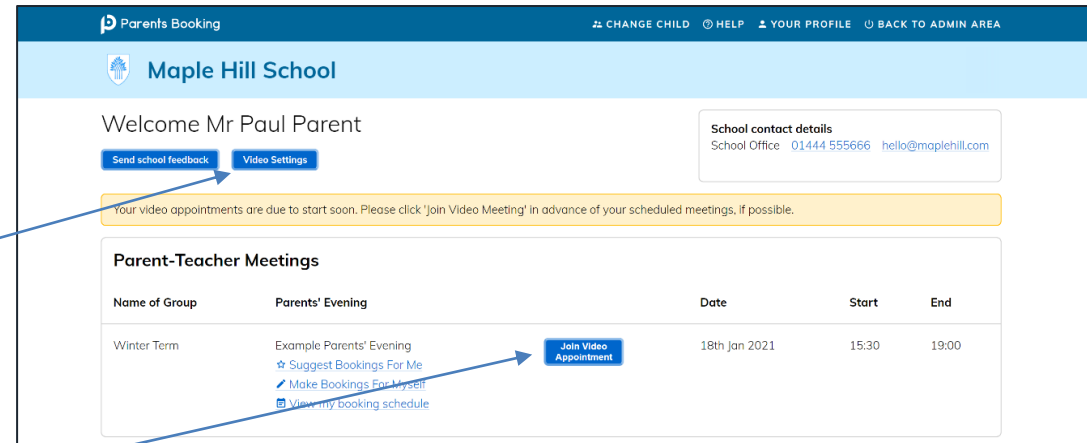 Parents Booking
CHANGE CHILD HELP YOUR PROFILE BACK TO ADMIN AREA
Maple Hill School
Welcome Mr Paul Parent
Send school feedback Video Settings
School contact details
School Office 01444 555666 hello@maplehill.com
Your video appointments are due to start soon. Please click 'Join Video Meeting' in advance of your scheduled meetings, if possible.
Parent-Teacher Meetings
Name of Group Parents' Evening Date Start End
Winter Term Example Parents' Evening Join Video Appointment 18th Jan 2021 15:30 19:00
Suggest Bookings For Me
Make Bookings For Myself
View my booking schedule